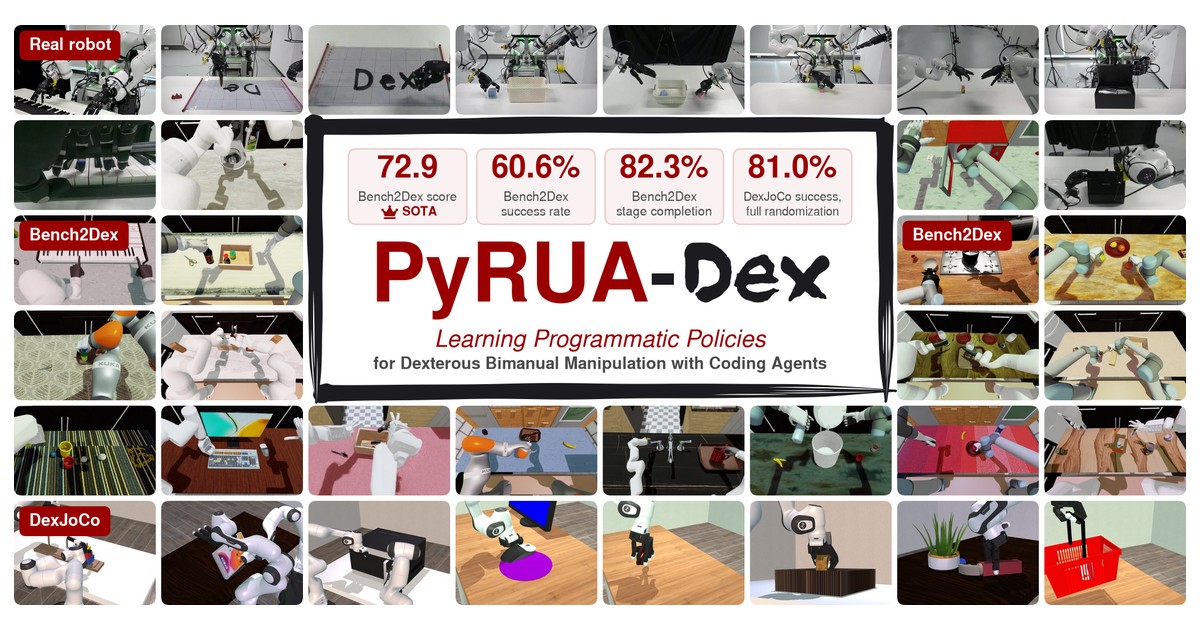 Real robot
Dex
72.9
Bench2Dex score
SOTA
60.6%
Bench2Dex
success rate
82.3%
Bench2Dex
stage completion
81.0%
DexJoCo success,
full randomization
Bench2Dex
Bench2Dex
PyRUA-Dex
Learning Programmatic Policies
for Dexterous Bimanual Manipulation with Coding Agents
KUKA
DexJoCo